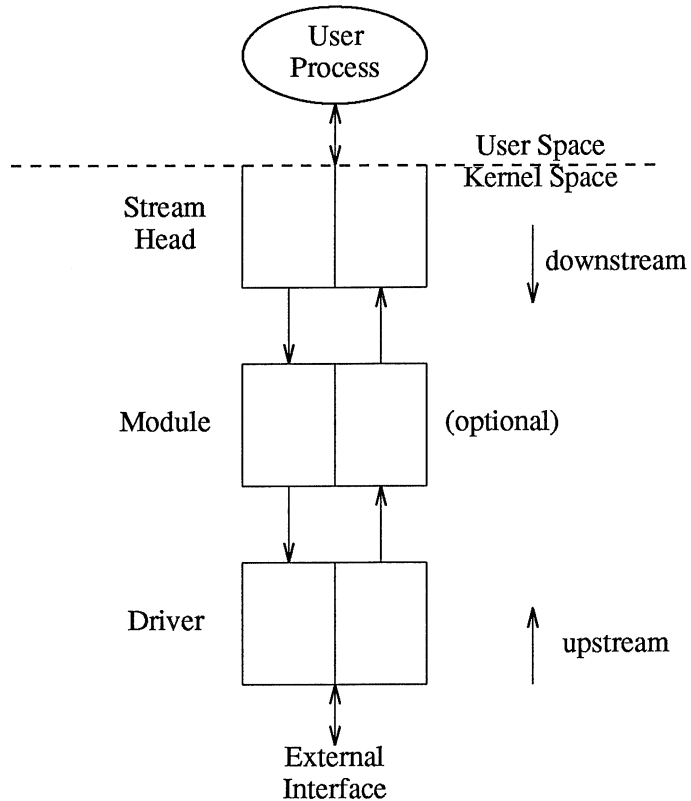 User
Process
User Space
Kernel Space
Stream
Head
downstream
Module
(optional)
Driver
upstream
External
Interface